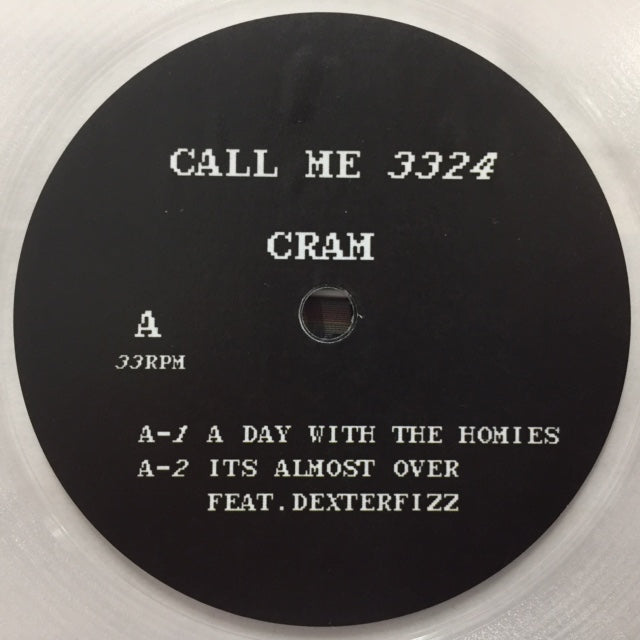 CALL ME 3324
CRAM
A
33RPM
A-1 A DAY WITH THE HOMIES
A-2 ITS ALMOST OVER
FEAT.DEXTERFIZZ